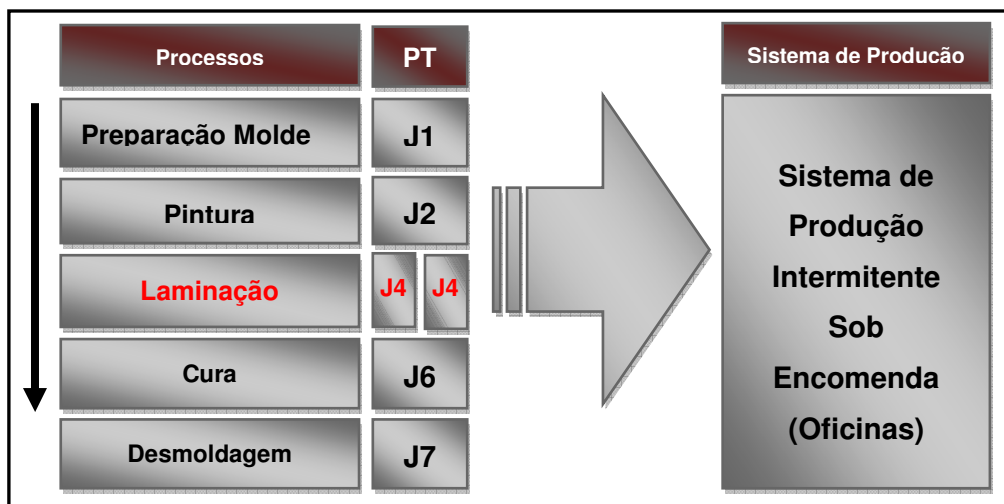 Processos PT
Preparação Molde J1
Pintura J2
Laminação J4 J4
Cura J6
Desmoldagem J7
Sistema de Producão
Sistema de
Produção
Intermitente
Sob
Encomenda
(Oficinas)